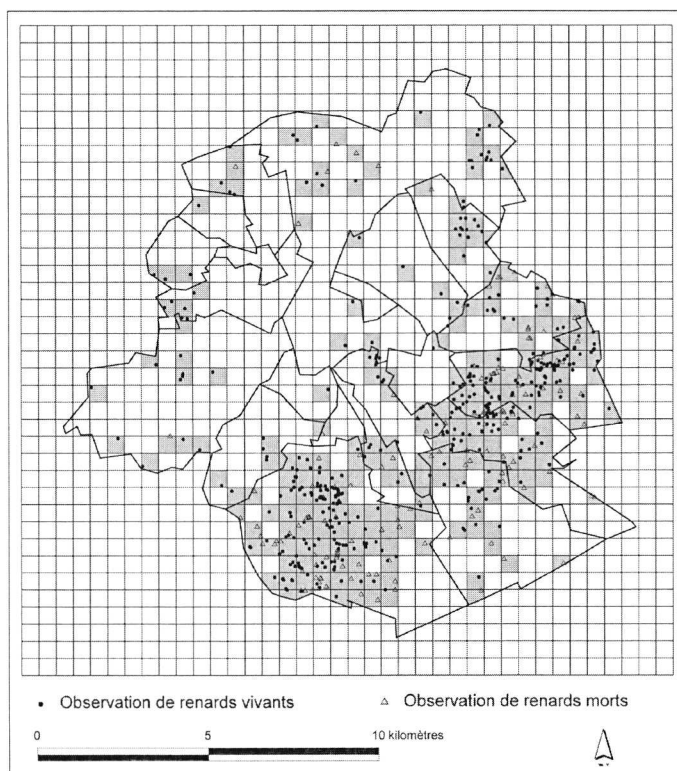 • Observation de renards vivants △ Observation de renards morts
0 5 10 kilomètres